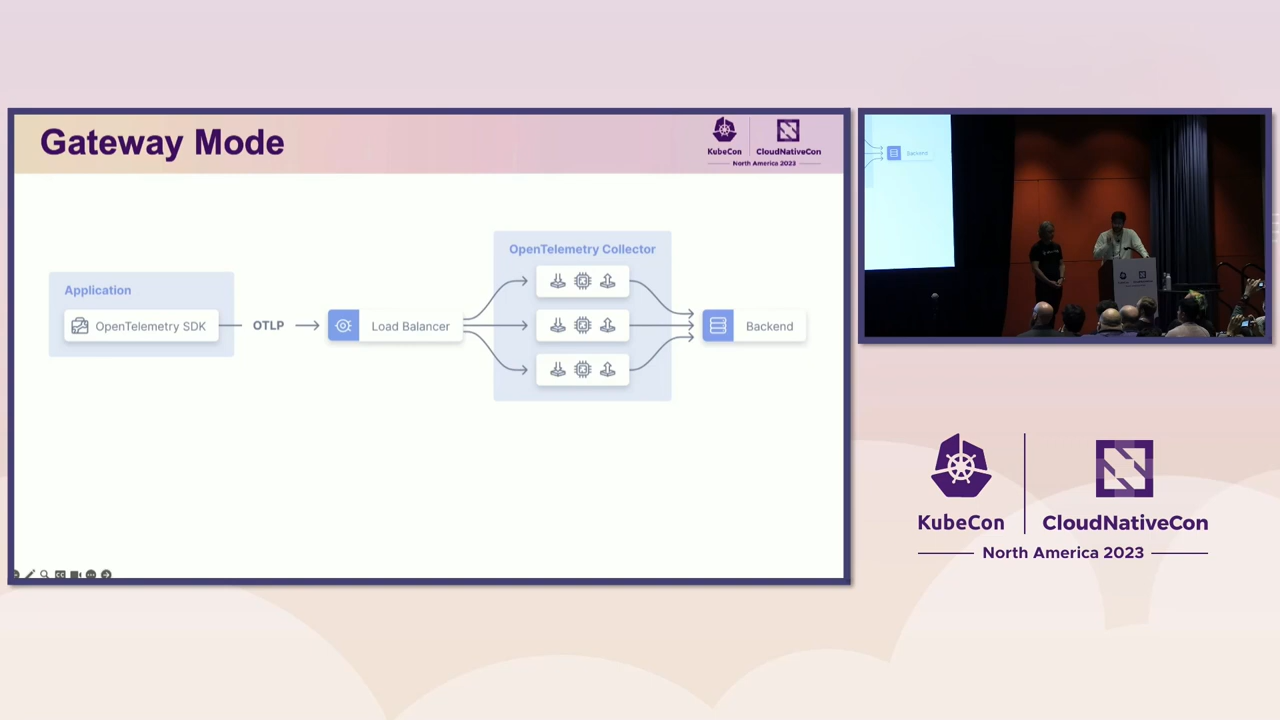 Gateway Mode
KubeCon
CloudNativeCon
North America 2023
OpenTelemetry Collector
Application
OpenTelemetry SDK
OTLP
Load Balancer
Backend
Backend
KubeCon
CloudNativeCon
North America 2023